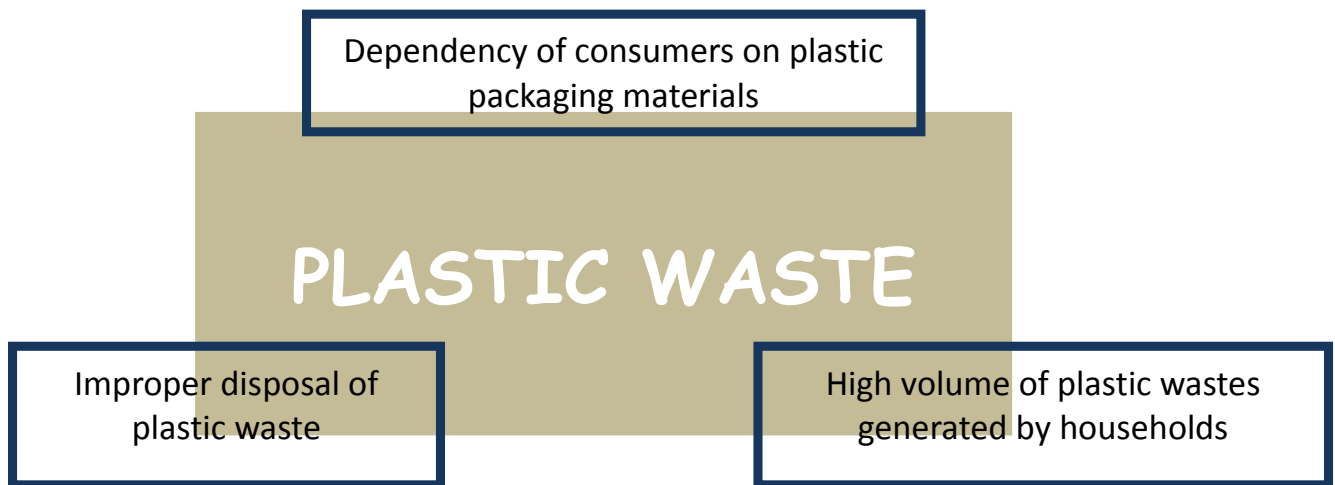 Dependency of consumers on plastic
packaging materials
PLASTIC WASTE
Improper disposal of
plastic waste
High volume of plastic wastes
generated by households